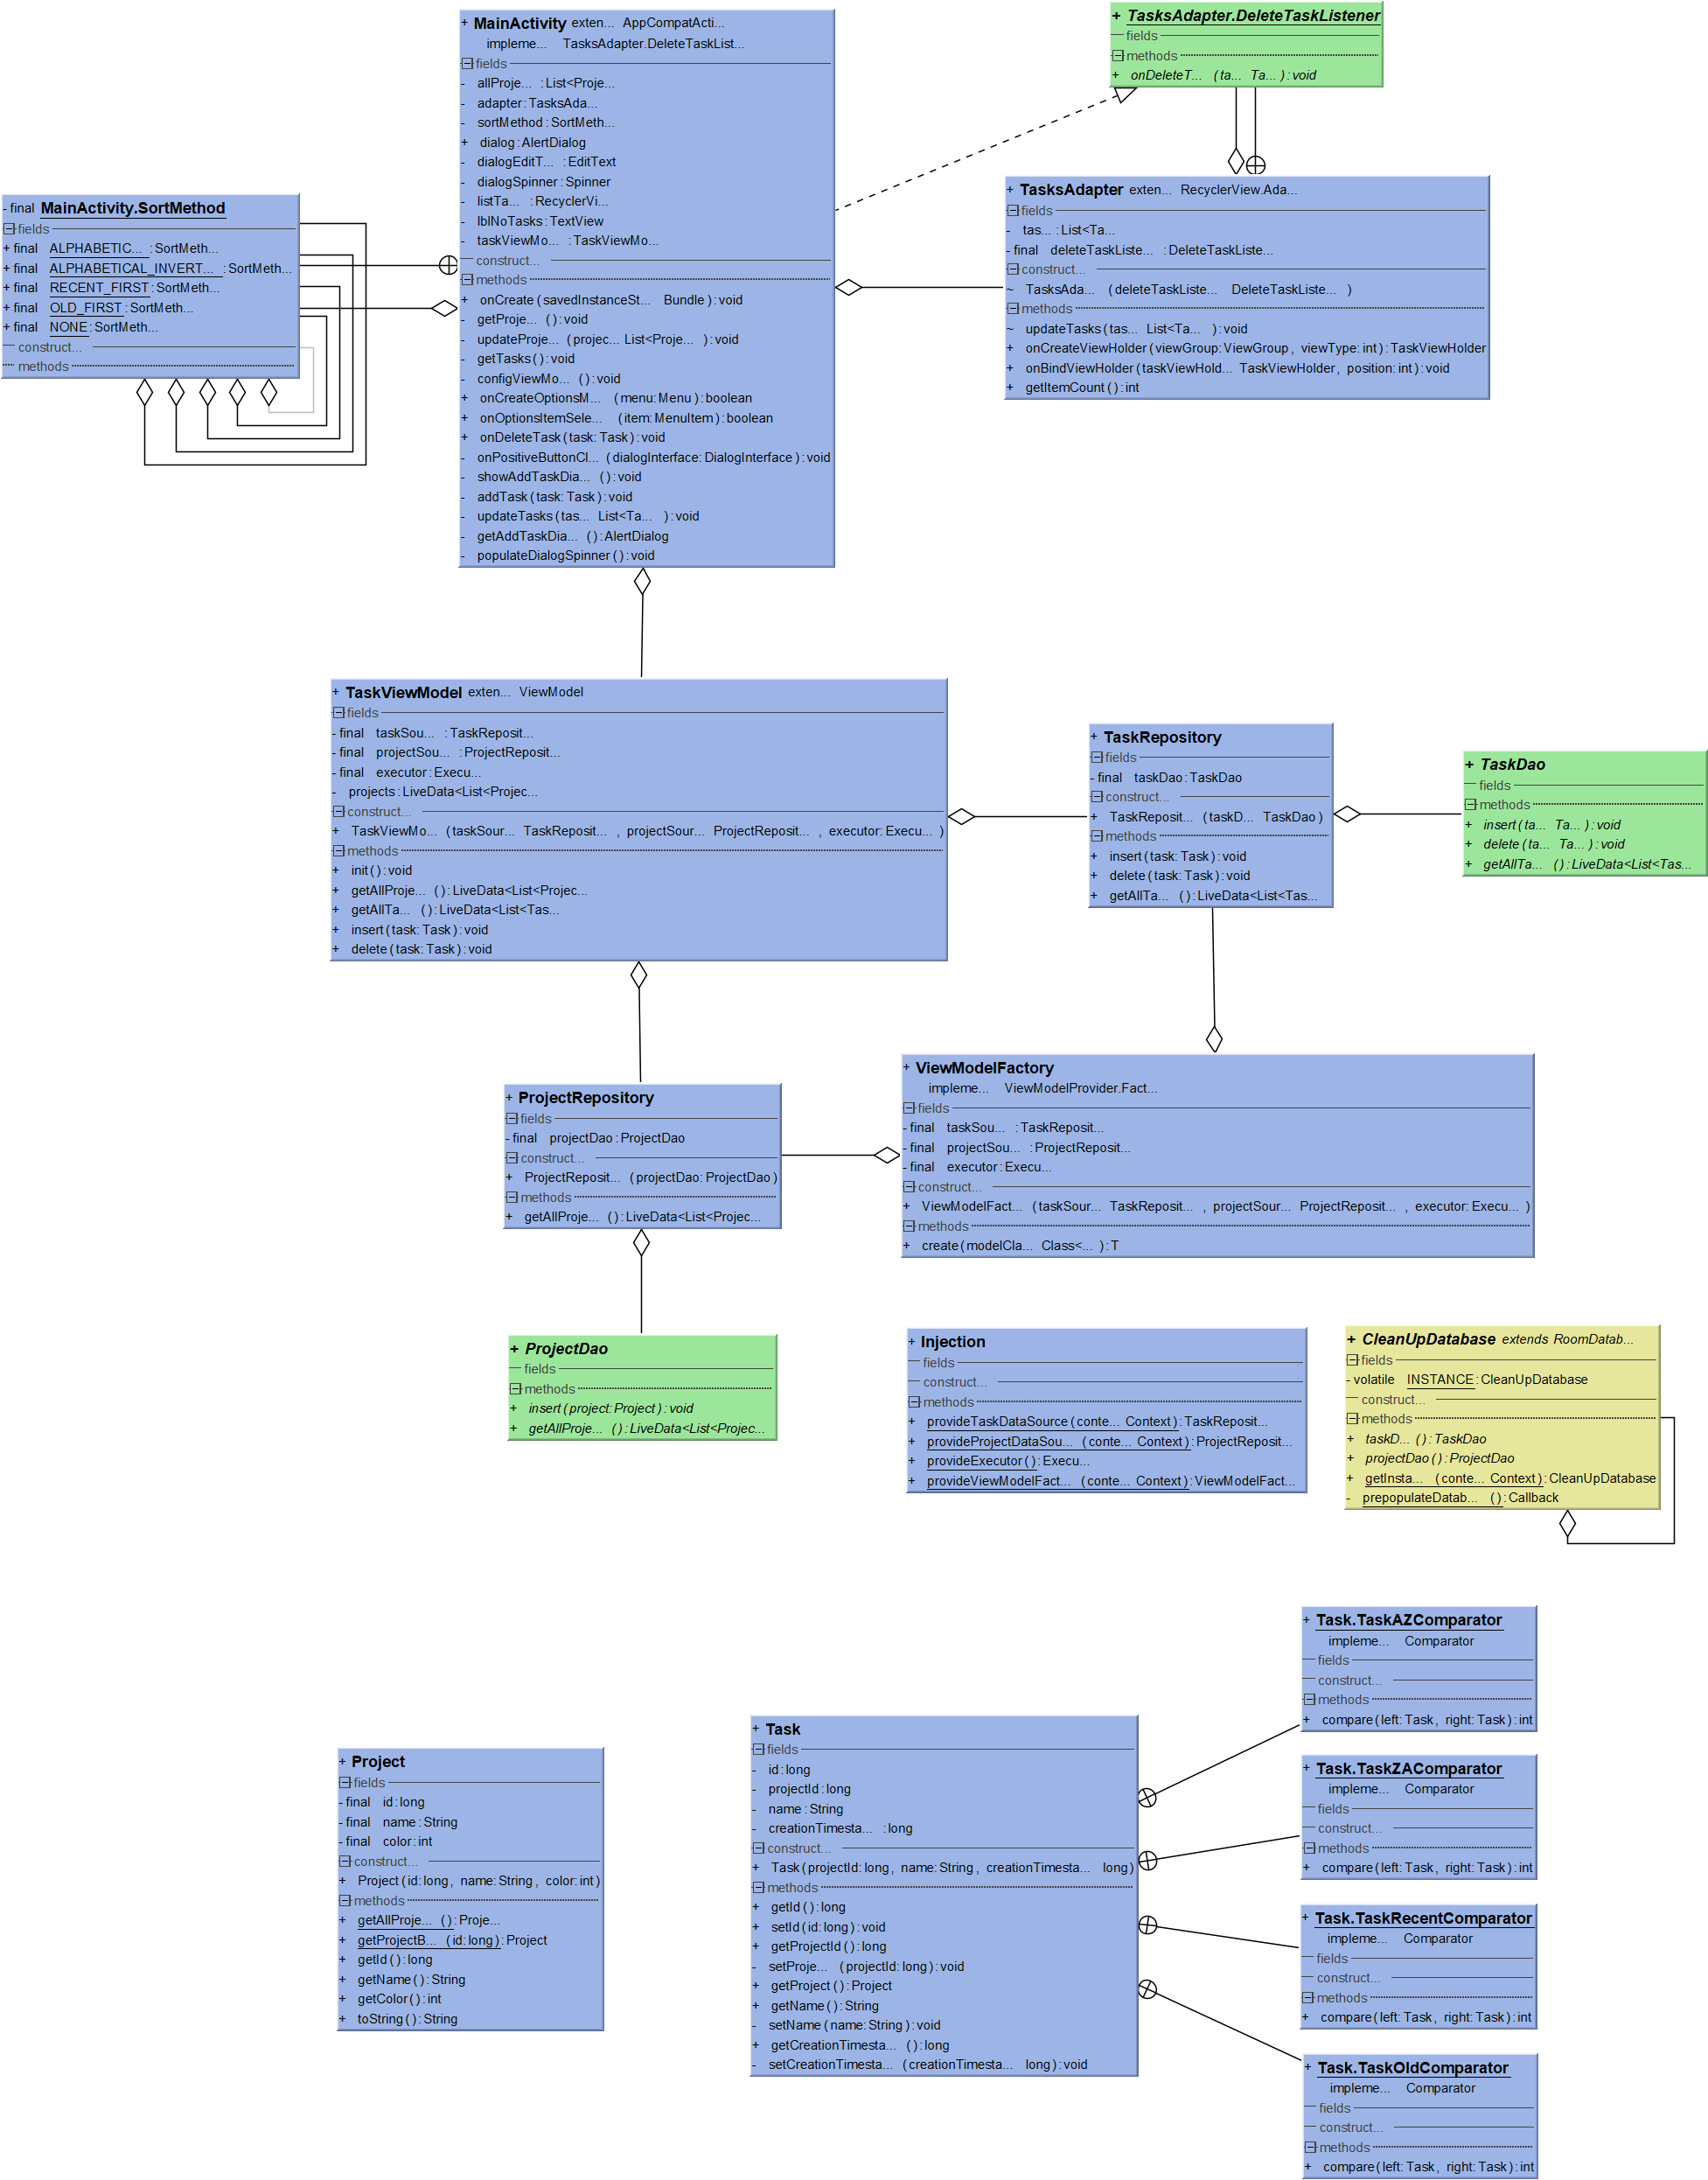 + MainActivity exten... AppCompatActi...
impleme... TasksAdapter.DeleteTaskList...
fields
- allProje... :List<Proje...
- adapter:TasksAda...
- sortMethod:SortMeth...
+ dialog:AlertDialog
- dialogEditT... :EditText
- dialogSpinner:Spinner
- listTa... :RecyclerVi...
- lblNoTasks:TextView
- taskViewMo... :TaskViewMo...
construct...
methods
+ onCreate(savedInstanceSt... Bundle):void
- getProje... ():void
- updateProje... (projec... List<Proje... ):void
- getTasks():void
- configViewMo... ():void
+ onCreateOptionsM... (menu:Menu):boolean
+ onOptionsItemSele... (item:MenuItem):boolean
+ onDeleteTask(task:Task):void
- onPositiveButtonCl... (dialogInterface:DialogInterface):void
- showAddTaskDia... ():void
- addTask(task:Task):void
- updateTasks(tas... List<Ta... ):void
- getAddTaskDia... ():AlertDialog
- populateDialogSpinner():void
+ TasksAdapter.DeleteTaskListener
fields
methods
+ onDeleteT... (ta... Ta... ):void
- final MainActivity.SortMethod
fields
+ final ALPHABETIC... :SortMeth...
+ final ALPHABETICAL_INVERT... :SortMeth...
+ final RECENT_FIRST:SortMeth...
+ final OLD_FIRST:SortMeth...
+ final NONE:SortMeth...
construct...
methods
+ TasksAdapter exten... RecyclerView.Ada...
fields
- tas... :List<Ta...
- final deleteTaskListe... :DeleteTaskListe...
construct...
~ TasksAda... (deleteTaskListe... DeleteTaskListe... )
methods
~ updateTasks(tas... List<Ta... ):void
+ onCreateViewHolder(viewGroup:ViewGroup, viewType:int):TaskViewHolder
+ onBindViewHolder(taskViewHold... TaskViewHolder, position:int):void
+ getItemCount():int
+ TaskViewModel exten... ViewModel
fields
- final taskSou... :TaskReposit...
- final projectSou... :ProjectReposit...
- final executor:Execu...
- projects:LiveData<List<Projec...
construct...
+ TaskViewMo... (taskSour... TaskReposit... , projectSour... ProjectReposit... , executor:Execu... )
methods
+ init():void
+ getAllProje... ():LiveData<List<Projec...
+ getAllTa... ():LiveData<List<Tas...
+ insert(task:Task):void
+ delete(task:Task):void
+ TaskRepository
fields
- final taskDao:TaskDao
construct...
+ TaskReposit... (taskD... TaskDao)
methods
+ insert(task:Task):void
+ delete(task:Task):void
+ getAllTa... ():LiveData<List<Tas...
+ TaskDao
fields
methods
+ insert(ta... Ta... ):void
+ delete(ta... Ta... ):void
+ getAllTa... ():LiveData<List<Tas...
+ ProjectRepository
fields
- final projectDao:ProjectDao
construct...
+ ProjectReposit... (projectDao:ProjectDao)
methods
+ getAllProje... ():LiveData<List<Projec...
+ ViewModelFactory
impleme... ViewModelProvider.Fact...
fields
- final taskSou... :TaskReposit...
- final projectSou... :ProjectReposit...
- final executor:Execu...
construct...
+ ViewModelFact... (taskSour... TaskReposit... , projectSour... ProjectReposit... , executor:Execu... )
methods
+ create(modelCla... Class<... ):T
+ ProjectDao
fields
methods
+ insert(project:Project):void
+ getAllProje... ():LiveData<List<Projec...
+ Injection
fields
construct...
methods
+ provideTaskDataSource(conte... Context):TaskReposit...
+ provideProjectDataSou... (conte... Context):ProjectReposit...
+ provideExecutor():Execu...
+ provideViewModelFact... (conte... Context):ViewModelFact...
+ CleanUpDatabase extends RoomDatab...
fields
- volatile INSTANCE:CleanUpDatabase
construct...
methods
+ taskD... ():TaskDao
+ projectDao():ProjectDao
+ getInsta... (conte... Context):CleanUpDatabase
- prepopulateDatab... ():Callback
+ Project
fields
- final id:long
- final name:String
- final color:int
construct...
+ Project(id:long, name:String, color:int)
methods
+ getAllProje... ():Proje...
+ getProjectB... (id:long):Project
+ getId():long
+ getName():String
+ getColor():int
+ toString():String
+ Task
fields
- id:long
- projectId:long
- name:String
- creationTimesta... :long
construct...
+ Task(projectId:long, name:String, creationTimesta... long)
methods
+ getId():long
+ setId(id:long):void
+ getProjectId():long
- setProje... (projectId:long):void
+ getProject():Project
+ getName():String
- setName(name:String):void
+ getCreationTimesta... ():long
- setCreationTimesta... (creationTimesta... long):void
+ Task.TaskAZComparator
impleme... Comparator
fields
construct...
methods
+ compare(left:Task, right:Task):int
+ Task.TaskZAComparator
impleme... Comparator
fields
construct...
methods
+ compare(left:Task, right:Task):int
+ Task.TaskRecentComparator
impleme... Comparator
fields
construct...
methods
+ compare(left:Task, right:Task):int
+ Task.TaskOldComparator
impleme... Comparator
fields
construct...
methods
+ compare(left:Task, right:Task):int